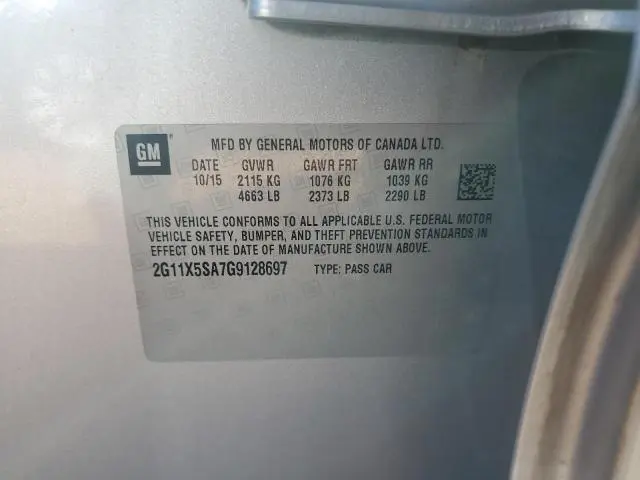 GM
MFD BY GENERAL MOTORS OF CANADA LTD.
DATE GVWR GAWR FRT GAWR RR
10/15 2115 KG 1076 KG 1039 KG
4663 LB 2373 LB 2290 LB
THIS VEHICLE CONFORMS TO ALL APPLICABLE U.S. FEDERAL MOTOR
VEHICLE SAFETY, BUMPER, AND THEFT PREVENTION STANDARDS IN
EFFECT ON THE DATE OF MANUFACTURE SHOWN ABOVE.
2G11X5SA7G9128697 TYPE: PASS CAR